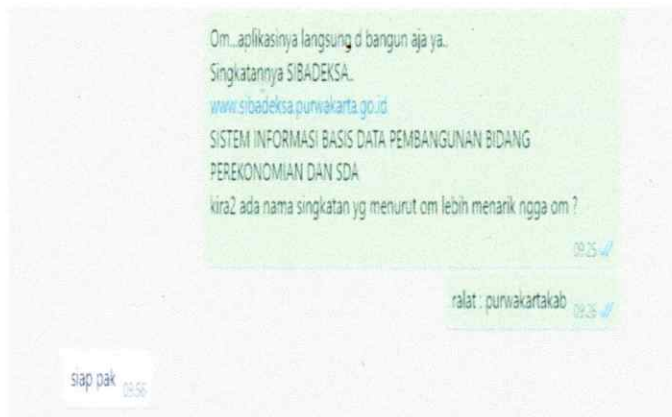 Om...aplikasinya langsung d bangun aja ya..
Singkatannya SIBADEKSA..
www.sibadeksa.purwakarta.go.id
SISTEM INFORMASI BASIS DATA PEMBANGUNAN BIDANG
PEREKONOMIAN DAN SDA
kira2 ada nama singkatan yg menurut om lebih menarik ngga om ?
09.25
ralat : purwakartakab
09.26
siap pak
09.56